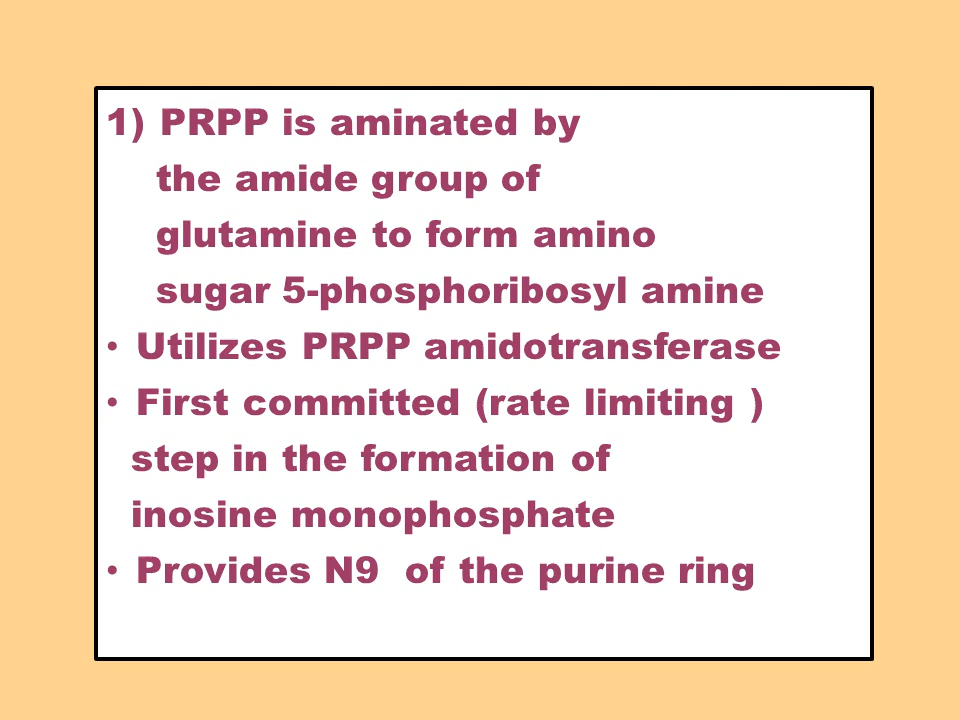 1) PRPP is aminated by
the amide group of
glutamine to form amino
sugar 5-phosphoribosyl amine
• Utilizes PRPP amidotransferase
• First committed (rate limiting )
step in the formation of
inosine monophosphate
• Provides N9 of the purine ring